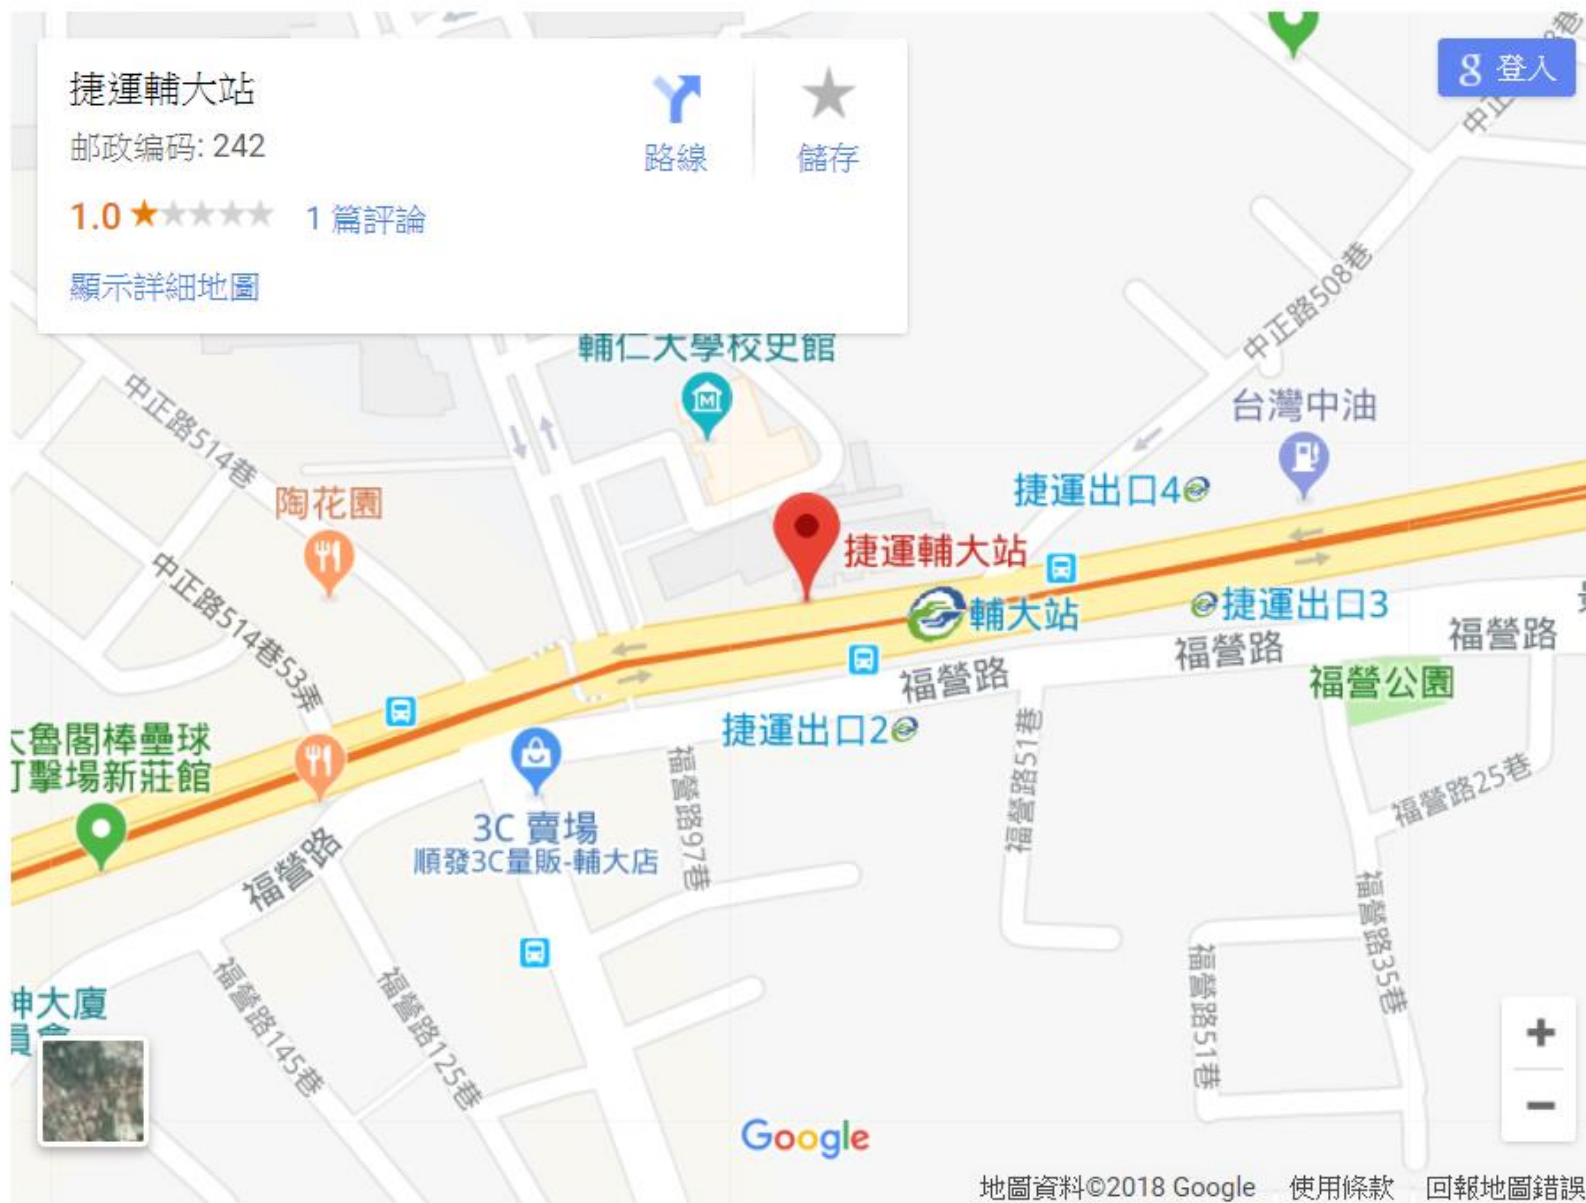 捷運輔大站
邮政编码: 242
路線
儲存
1.0
1 篇評論
顯示詳細地圖
g 登入
輔仁大學校史館
中正路508巷
台灣中油
中正路514巷
陶花園
捷運出口4
捷運輔大站
中正路514巷53弄
輔大站
捷運出口3
福營路
福營路
福營路
福營公園
捷運出口2
魯閣棒壘球
擊場新莊館
福營路97巷
福營路51巷
福營路25巷
3C 賣場
順發3C量販-輔大店
福營路
福營路35巷
福營路145巷
福營路125巷
福營路51巷
大廈
Google
地圖資料©2018 Google
使用條款
回報地圖錯誤